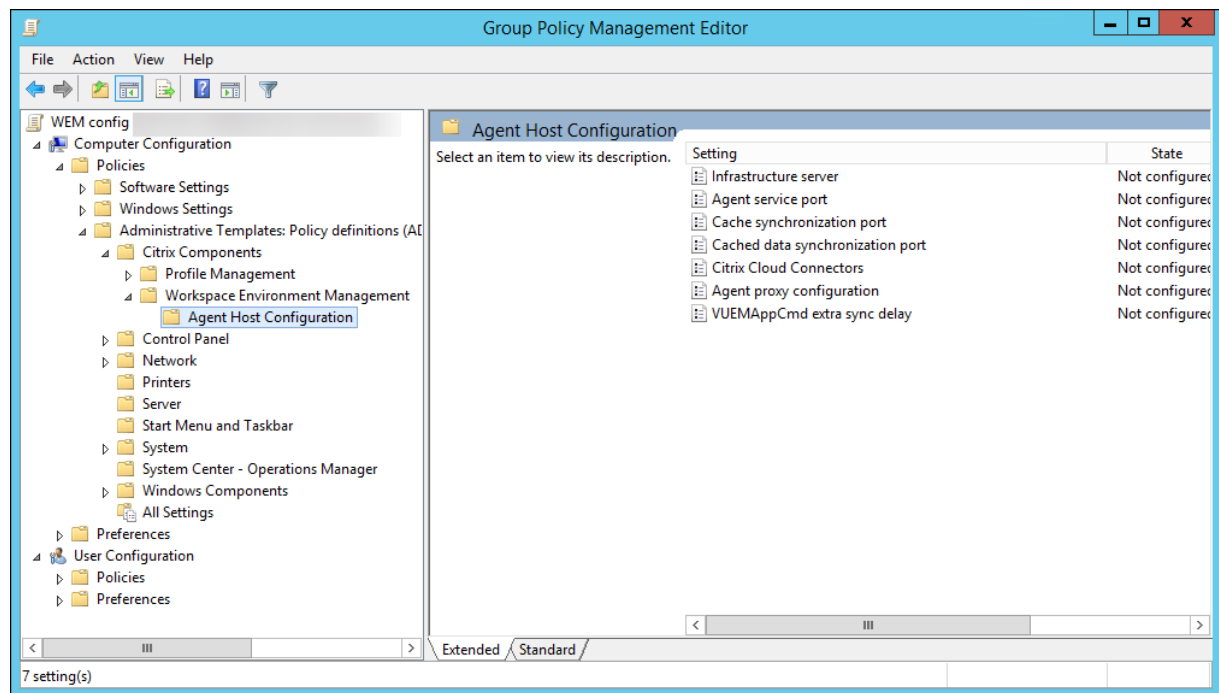 Group Policy Management Editor
File Action View Help
WEM config
Computer Configuration
Policies
Software Settings
Windows Settings
Administrative Templates: Policy definitions (AD
Citrix Components
Profile Management
Workspace Environment Management
Agent Host Configuration
Control Panel
Network
Printers
Server
Start Menu and Taskbar
System
System Center - Operations Manager
Windows Components
All Settings
Preferences
User Configuration
Policies
Preferences
Agent Host Configuration
Select an item to view its description.
Setting State
Infrastructure server Not configured
Agent service port Not configured
Cache synchronization port Not configured
Cached data synchronization port Not configured
Citrix Cloud Connectors Not configured
Agent proxy configuration Not configured
VUEMAppCmd extra sync delay Not configured
Extended Standard
7 setting(s)